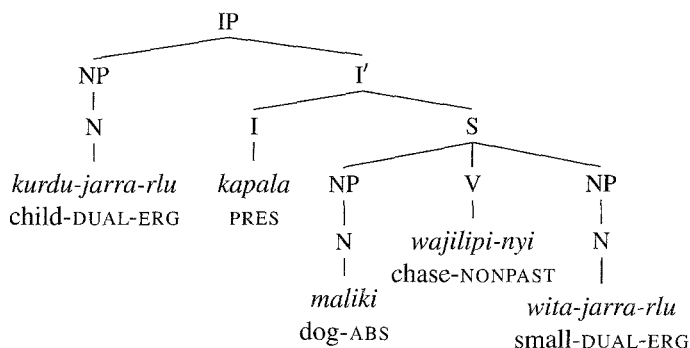 IP
NP I′
N I S
kurdu-jarra-rlu kapala NP V NP
child-DUAL-ERG PRES N wajilipi-nyi N
chase-NONPAST
maliki wita-jarra-rlu
dog-ABS small-DUAL-ERG